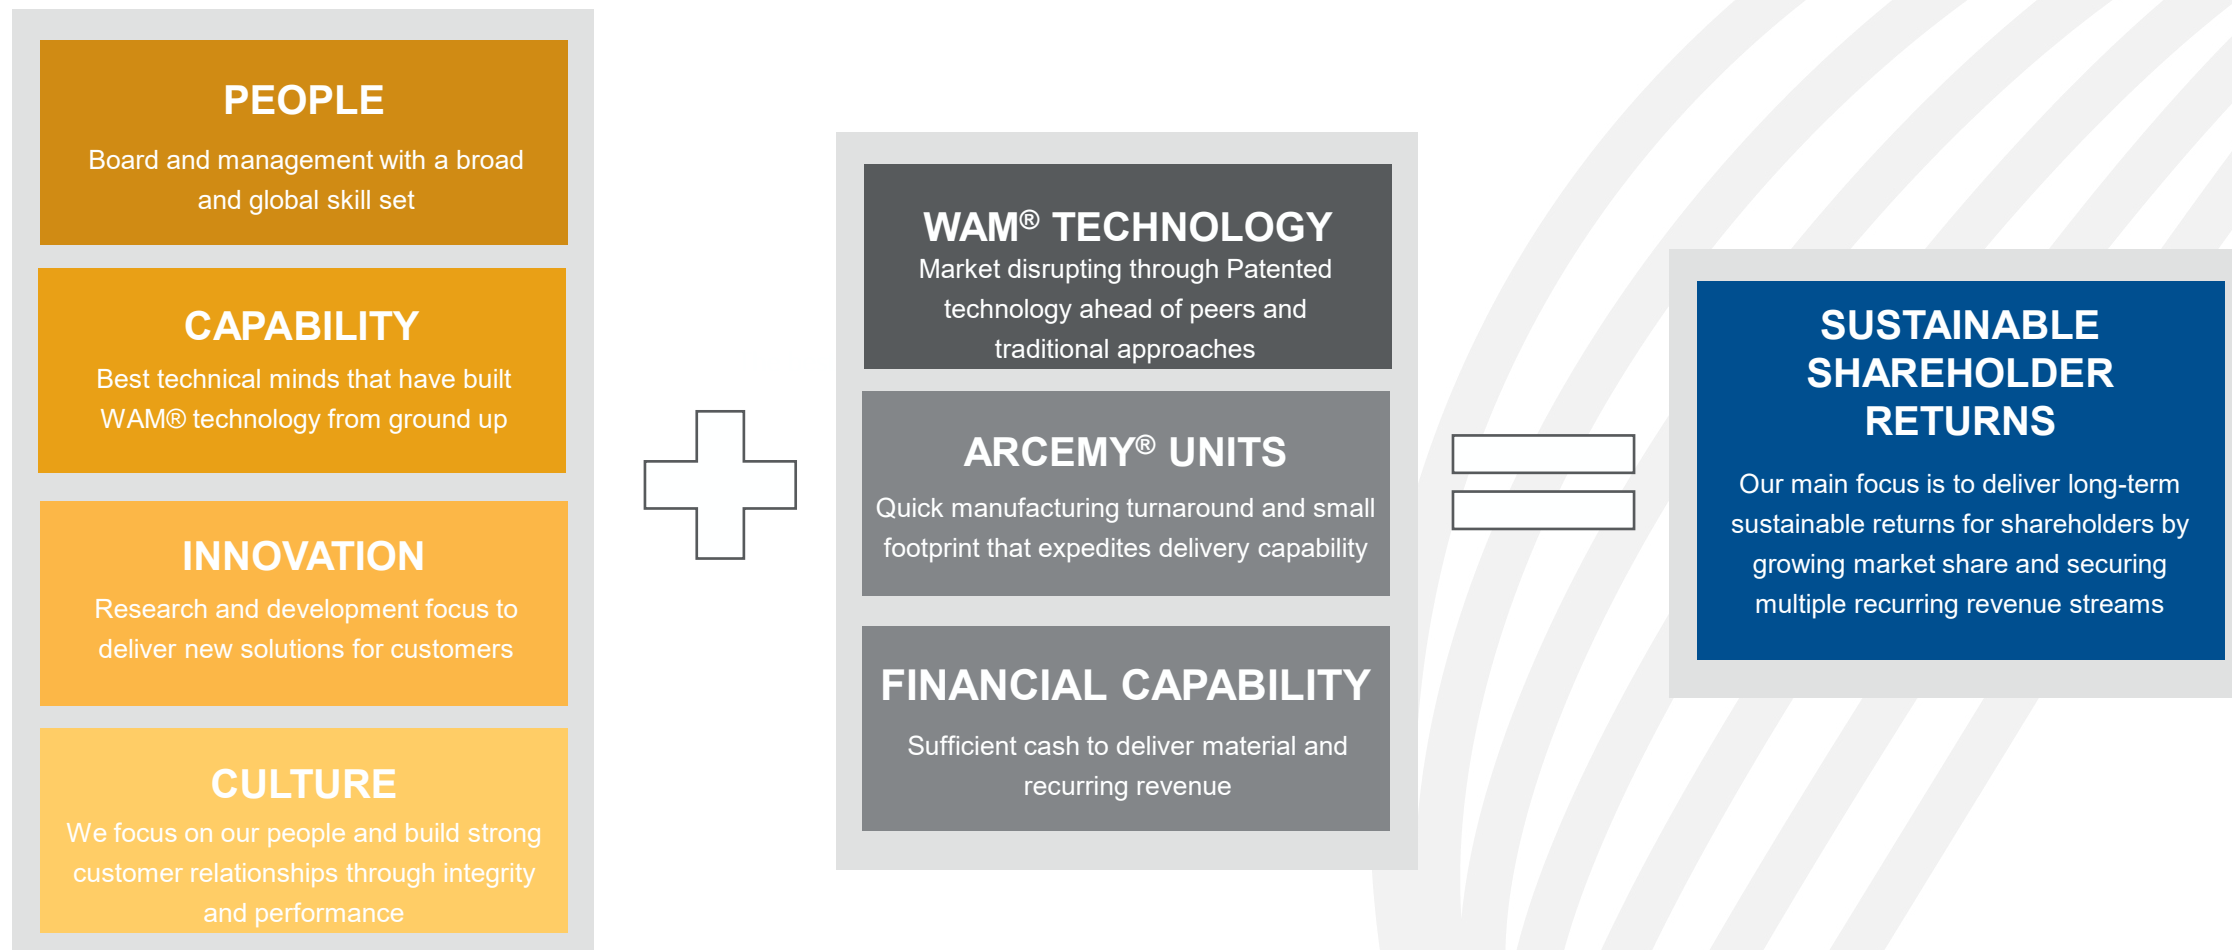 PEOPLE
Board and management with a broad
and global skill set
CAPABILITY
Best technical minds that have built
WAM® technology from ground up
INNOVATION
Research and development focus to
deliver new solutions for customers
CULTURE
We focus on our people and build strong
customer relationships through integrity
and performance
WAM® TECHNOLOGY
Market disrupting through Patented
technology ahead of peers and
traditional approaches
ARCEMY® UNITS
Quick manufacturing turnaround and small
footprint that expedites delivery capability
FINANCIAL CAPABILITY
Sufficient cash to deliver material and
recurring revenue
SUSTAINABLE
SHAREHOLDER
RETURNS
Our main focus is to deliver long-term
sustainable returns for shareholders by
growing market share and securing
multiple recurring revenue streams